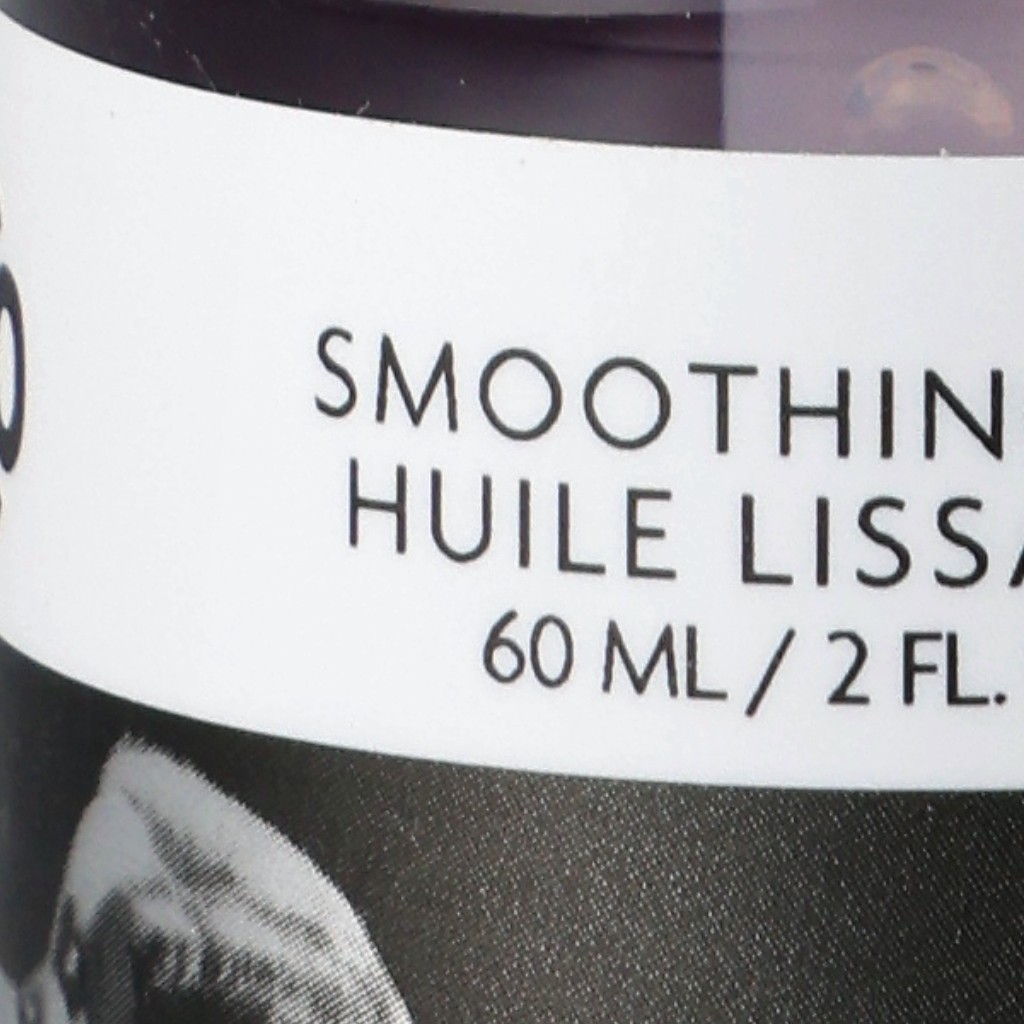 SMOOTHIN
HUILE LISSA
60 ML / 2 FL.